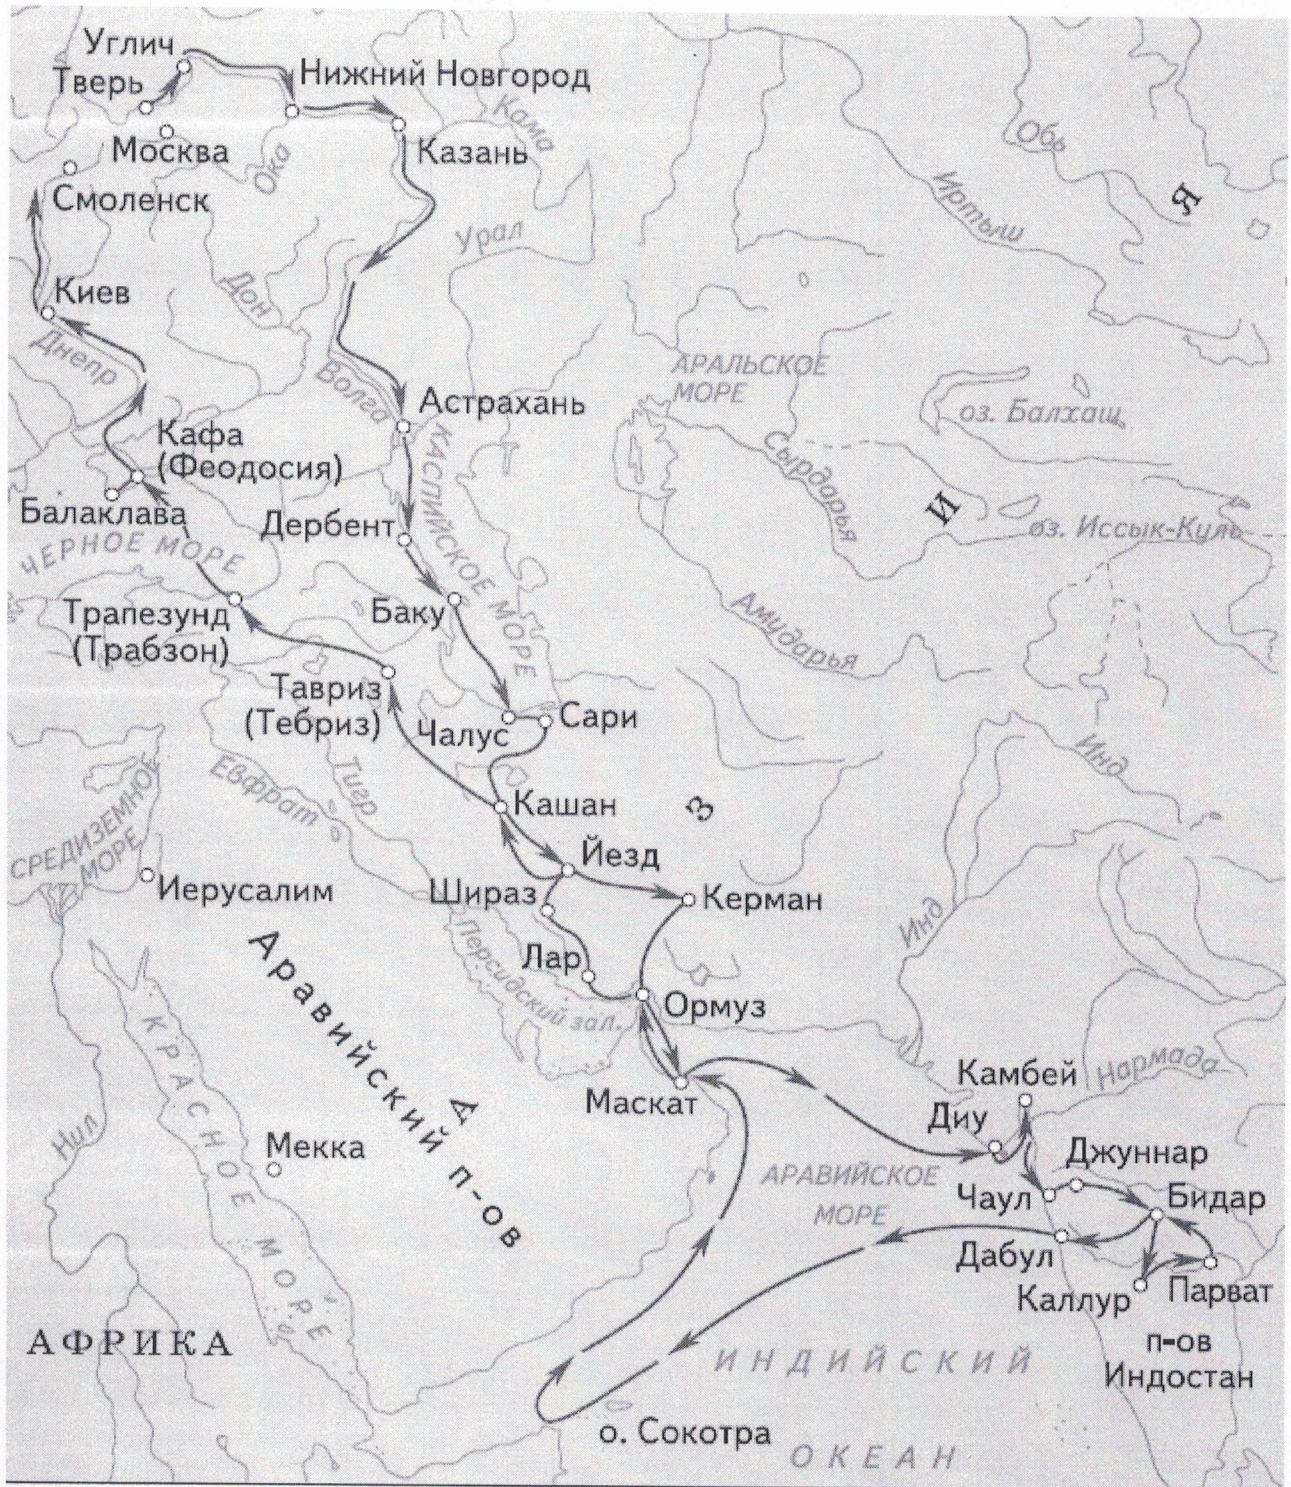 Углич
Тверь
Нижний Новгород
Москва
Ока
Кама
Казань
Обь
Иртыш
Я
Смоленск
Урал
Киев
Дон
Днепр
Волга
АРАЛЬСКОЕ
МОРЕ
оз. Балхащ
Астрахань
Кафа
(Феодосия)
КАСПИЙСКОЕ МОРЕ
Сырдарья
И
Балаклава
Дербент
оз. Иссык-Куль
ЧЕРНОЕ МОРЕ
Трапезунд
(Трабзон)
Баку
Амударья
Тавриз
(Тебриз)
Чалус
Сари
Инд
Евфрат
Тигр
Кашан
З
СРЕДИЗЕМНОЕ
МОРЕ
Йезд
Иерусалим
Шираз
Керман
Инд
Аравийский п-ов
Персидский зал.
Лар
Ормуз
КРАСНОЕ МОРЕ
Нил
А
Маскат
Камбей
Нармада
Диу
Мекка
Джуннар
АРАВИЙСКОЕ
МОРЕ
Чаул
Бидар
Дабул
Каллур
Парват
АФРИКА
п-ов
Индостан
ИНДИЙСКИЙ
ОКЕАН
о. Сокотра